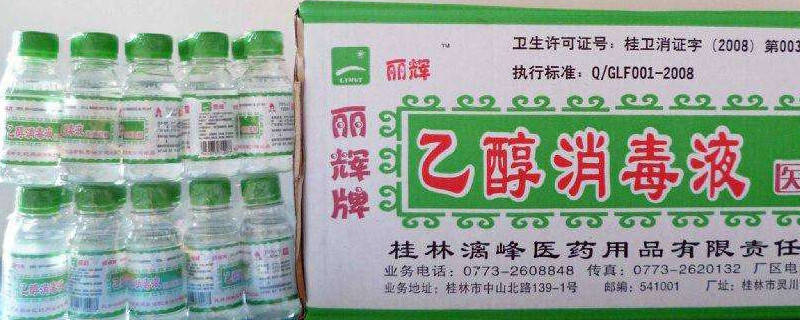 乙醇消毒液
丽辉
TM
丽辉牌
卫生许可证号：桂卫消证字（2008）第003
执行标准：Q/GLF001-2008
乙醇消毒液
桂林漓峰医药用品有限责任
业务电话：0773-2608848 传真：0773-2620132 厂区电
业务地址：桂林市中山北路139-1号 邮编：541001 厂址：桂林市灵川